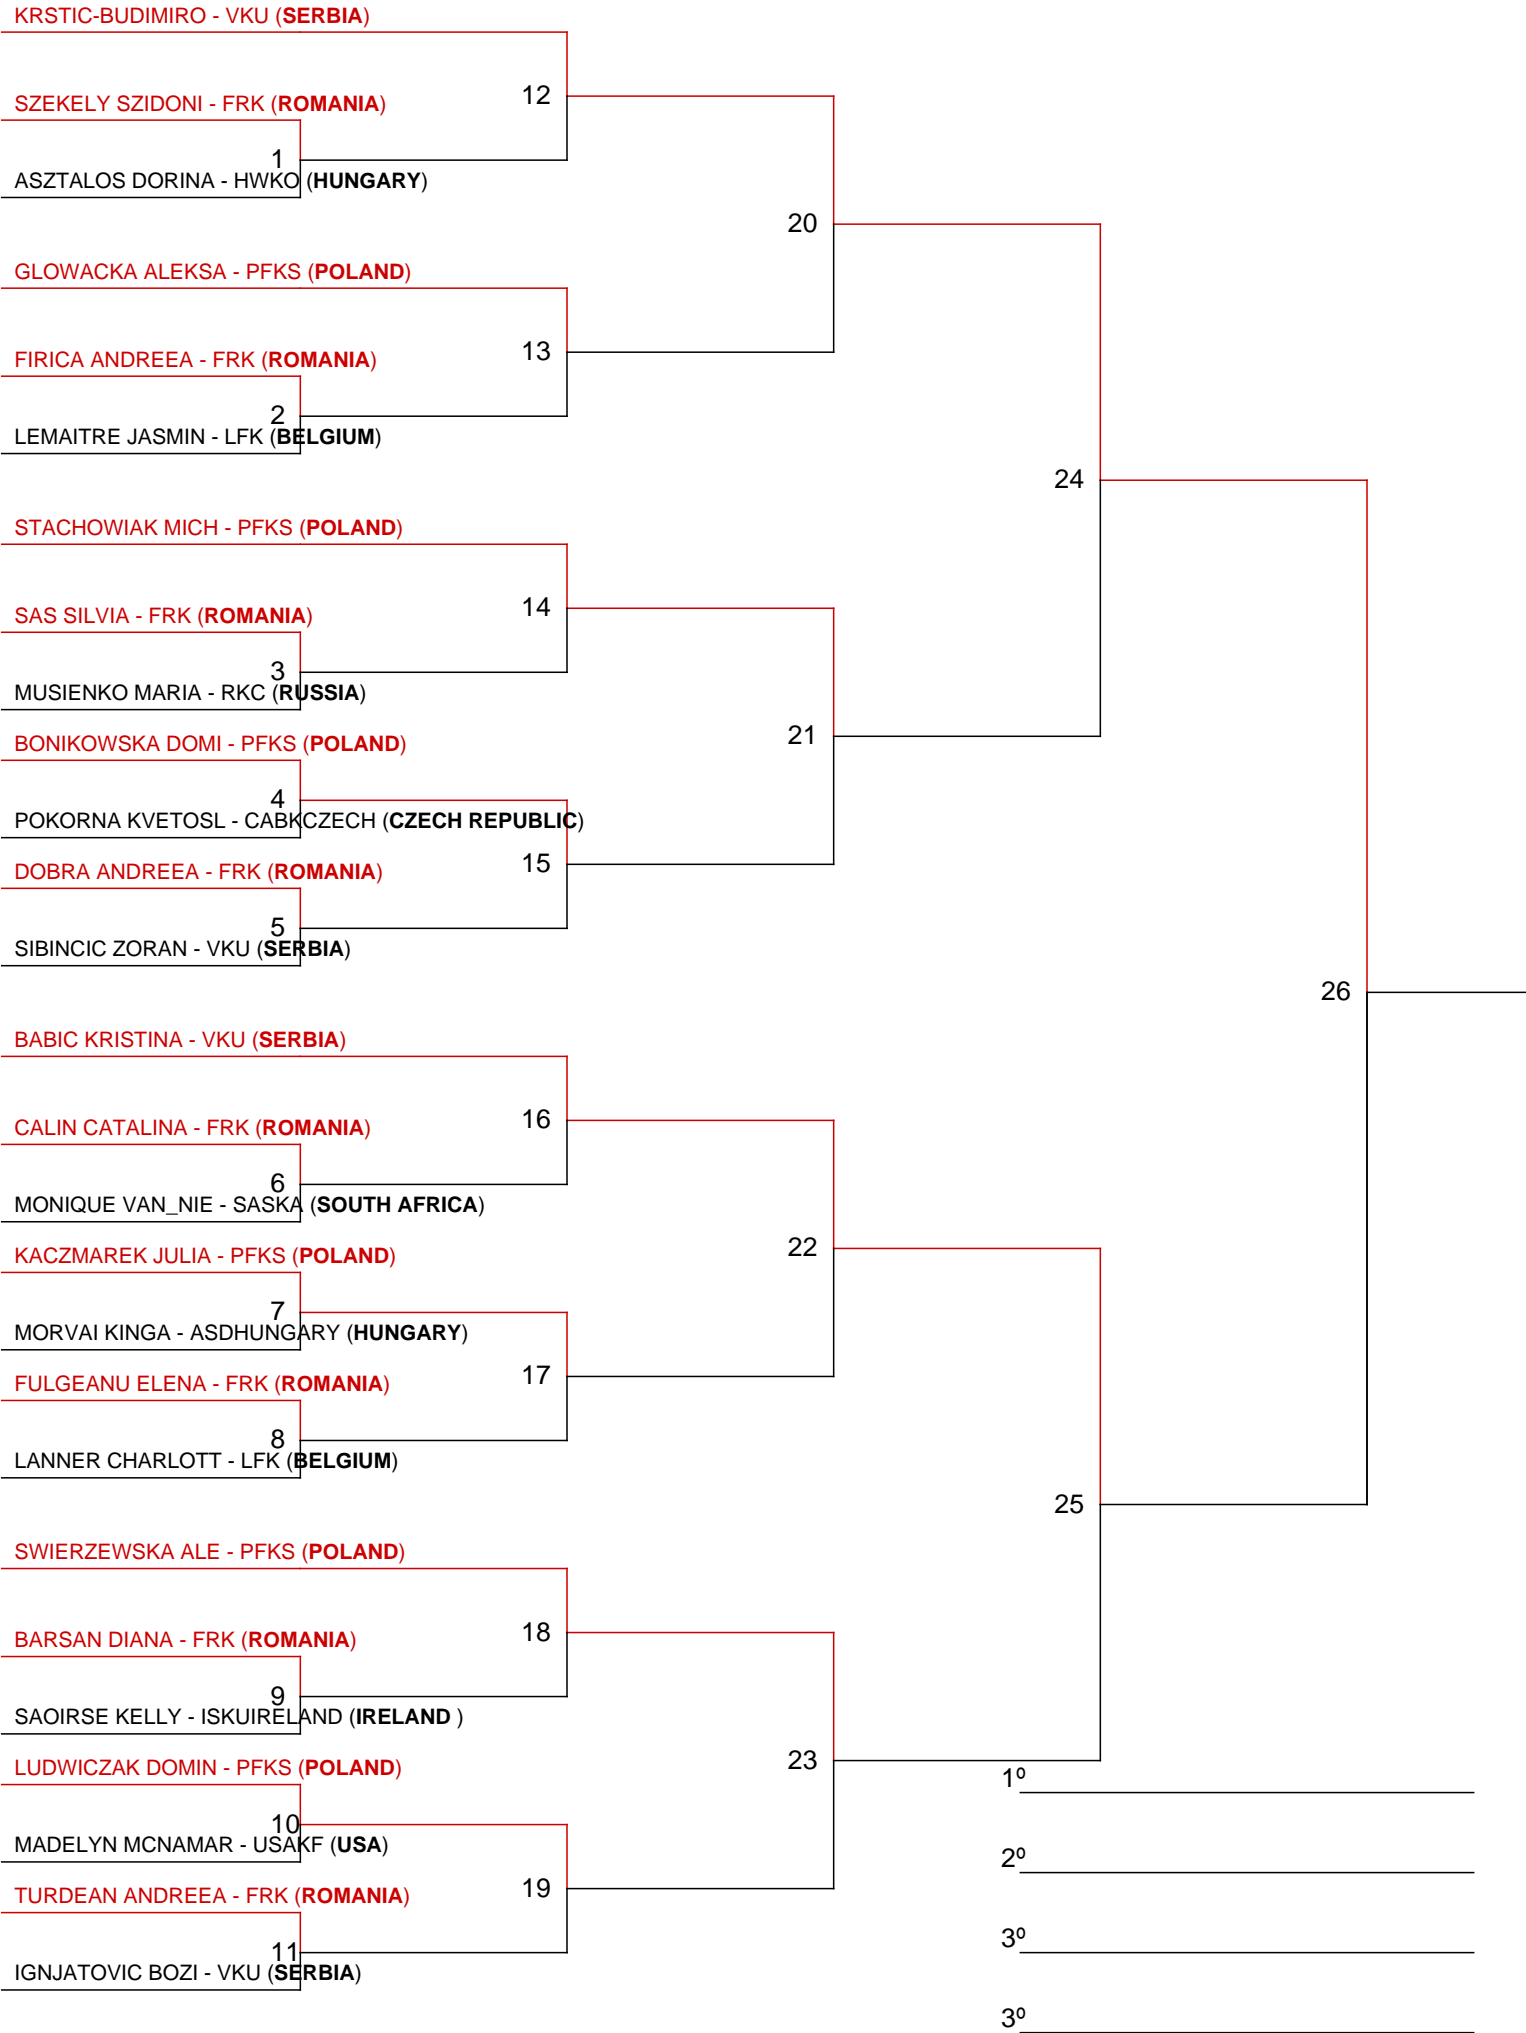 KRSTIC-BUDIMIRO - VKU (SERBIA)
12
SZEKELY SZIDONI - FRK (ROMANIA)
1
ASZTALOS DORINA - HWKO (HUNGARY)
20
GLOWACKA ALEKSA - PFKS (POLAND)
13
FIRICA ANDREEA - FRK (ROMANIA)
2
LEMAITRE JASMIN - LFK (BELGIUM)
24
STACHOWIAK MICH - PFKS (POLAND)
14
SAS SILVIA - FRK (ROMANIA)
3
MUSIENKO MARIA - RKC (RUSSIA)
21
BONIKOWSKA DOMI - PFKS (POLAND)
4
POKORNA KVETOSL - CABKCZECH (CZECH REPUBLIC)
15
DOBRA ANDREEA - FRK (ROMANIA)
5
SIBINCIC ZORAN - VKU (SERBIA)
26
BABIC KRISTINA - VKU (SERBIA)
16
CALIN CATALINA - FRK (ROMANIA)
6
MONIQUE VAN_NIE - SASKA (SOUTH AFRICA)
22
KACZMAREK JULIA - PFKS (POLAND)
7
MORVAI KINGA - ASDHUNGARY (HUNGARY)
17
FULGEANU ELENA - FRK (ROMANIA)
8
LANNER CHARLOTT - LFK (BELGIUM)
25
SWIERZEWSKA ALE - PFKS (POLAND)
18
BARSAN DIANA - FRK (ROMANIA)
9
SAOIRSE KELLY - ISKUIRELAND (IRELAND )
23
LUDWICZAK DOMIN - PFKS (POLAND)
1º
10
MADELYN MCNAMAR - USAKF (USA)
2º
19
TURDEAN ANDREEA - FRK (ROMANIA)
3º
11
IGNJATOVIC BOZI - VKU (SERBIA)
3º